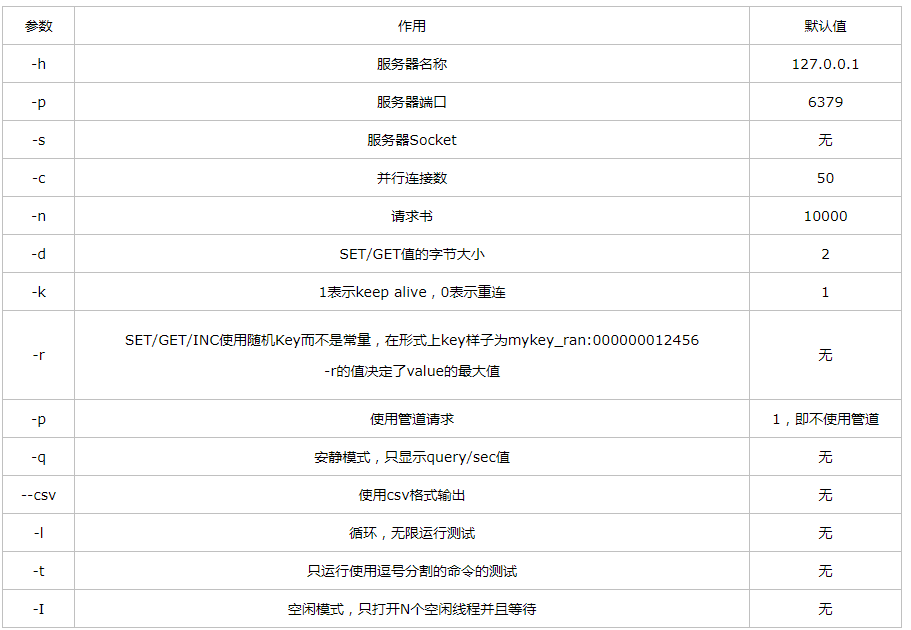 参数 作用 默认值
-h 服务器名称 127.0.0.1
-p 服务器端口 6379
-s 服务器Socket 无
-c 并行连接数 50
-n 请求书 10000
-d SET/GET值的字节大小 2
-k 1表示keep alive，0表示重连 1
-r SET/GET/INC使用随机Key而不是常量，在形式上key样子为mykey_ran:000000012456 无
-r的值决定了value的最大值
-p 使用管道请求 1，即不使用管道
-q 安静模式，只显示query/sec值 无
--csv 使用csv格式输出 无
-l 循环，无限运行测试 无
-t 只运行使用逗号分割的命令的测试 无
-I 空闲模式，只打开N个空闲线程并且等待 无